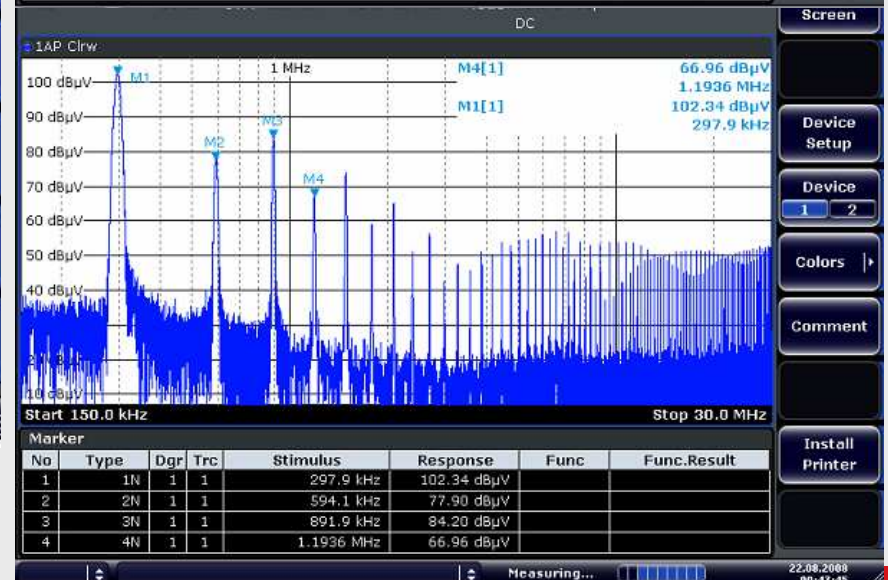 DC
Screen
1AP Clrw
1 MHz
M4[1] 66.96 dBµV
1.1936 MHz
M1[1] 102.34 dBµV
297.9 kHz
100 dBµV
M1
90 dBµV
M3
80 dBµV
M2
70 dBµV
M4
60 dBµV
50 dBµV
40 dBµV
10 dBµV
Start 150.0 kHz Stop 30.0 MHz
Device Setup
Device
1 2
Colors
Comment
Install Printer
Marker
No Type Dgr Trc Stimulus Response Func Func.Result
1 1N 1 1 297.9 kHz 102.34 dBµV
2 2N 1 1 594.1 kHz 77.90 dBµV
3 3N 1 1 891.9 kHz 84.20 dBµV
4 4N 1 1 1.1936 MHz 66.96 dBµV
Measuring...
22.08.2008